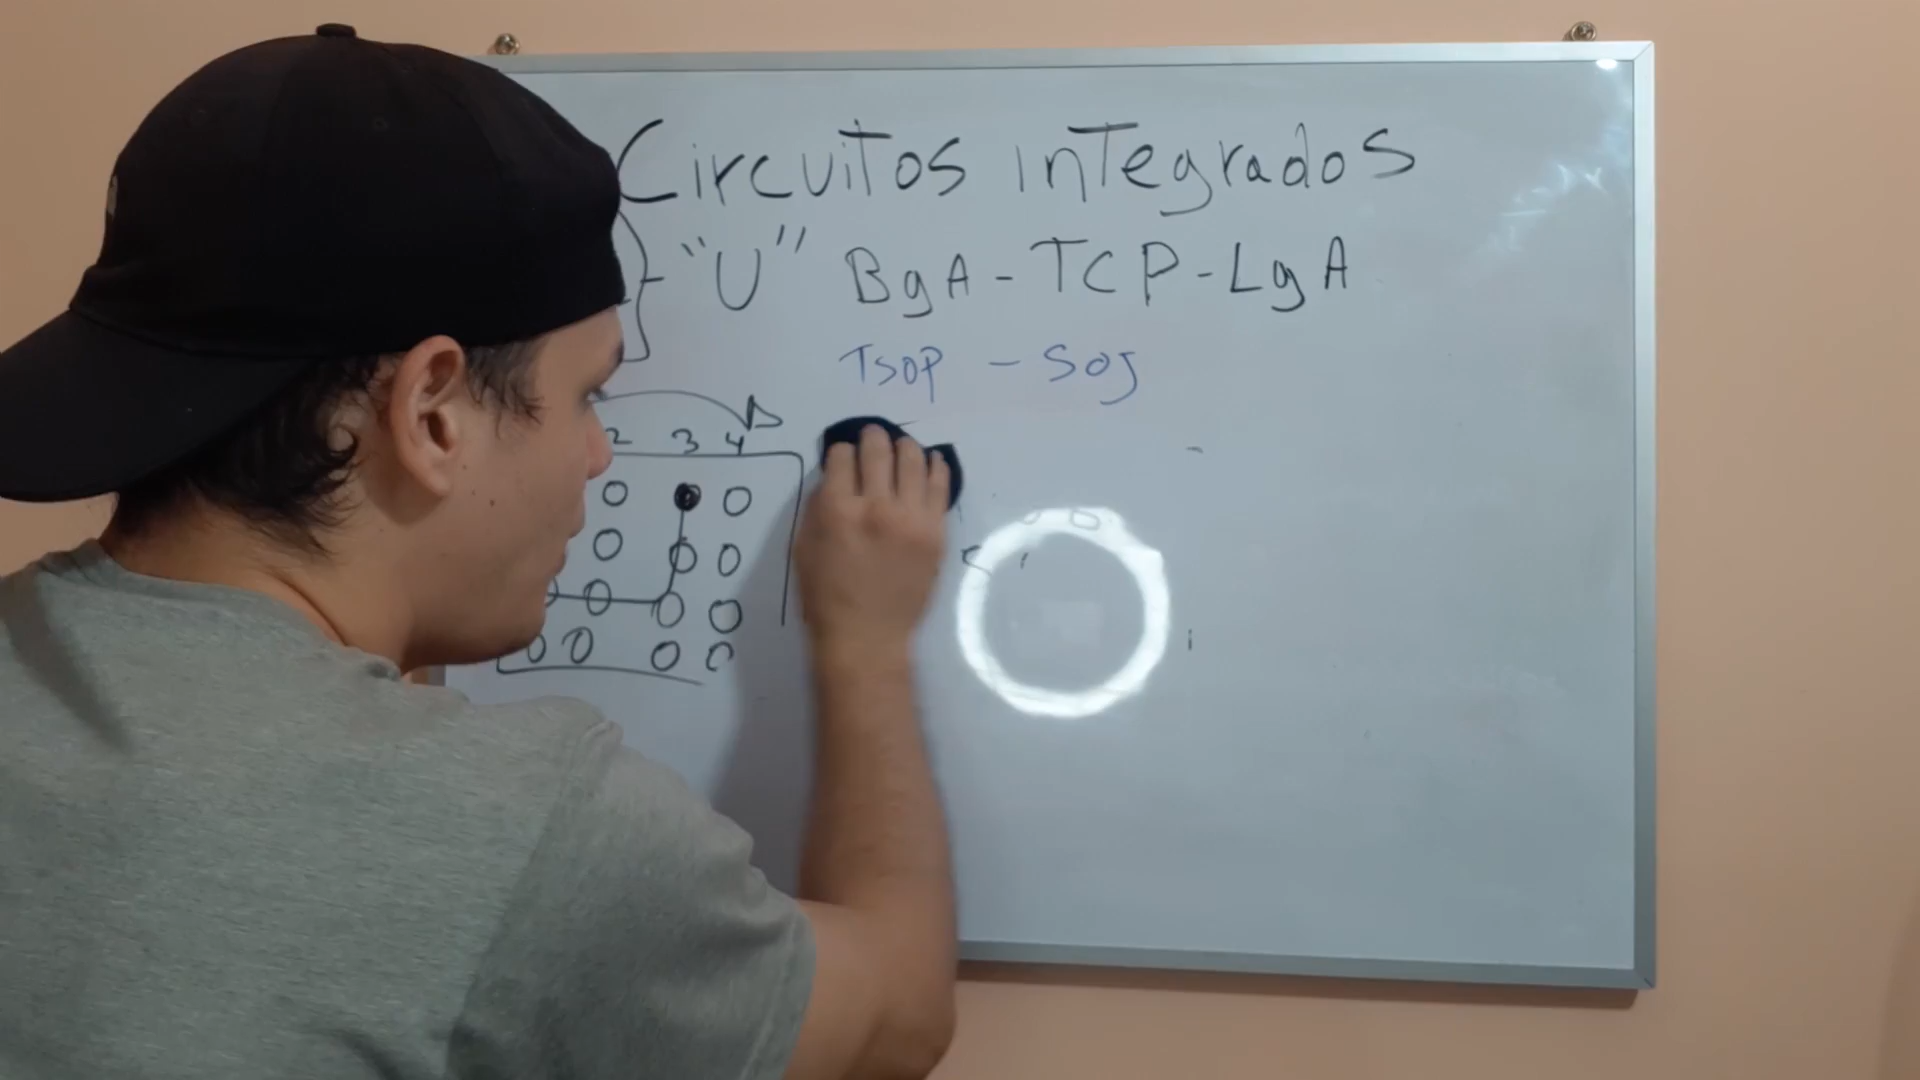 Circuitos integrados
"U" BgA - TCP - LgA
TSOP - SOJ
2 3 4